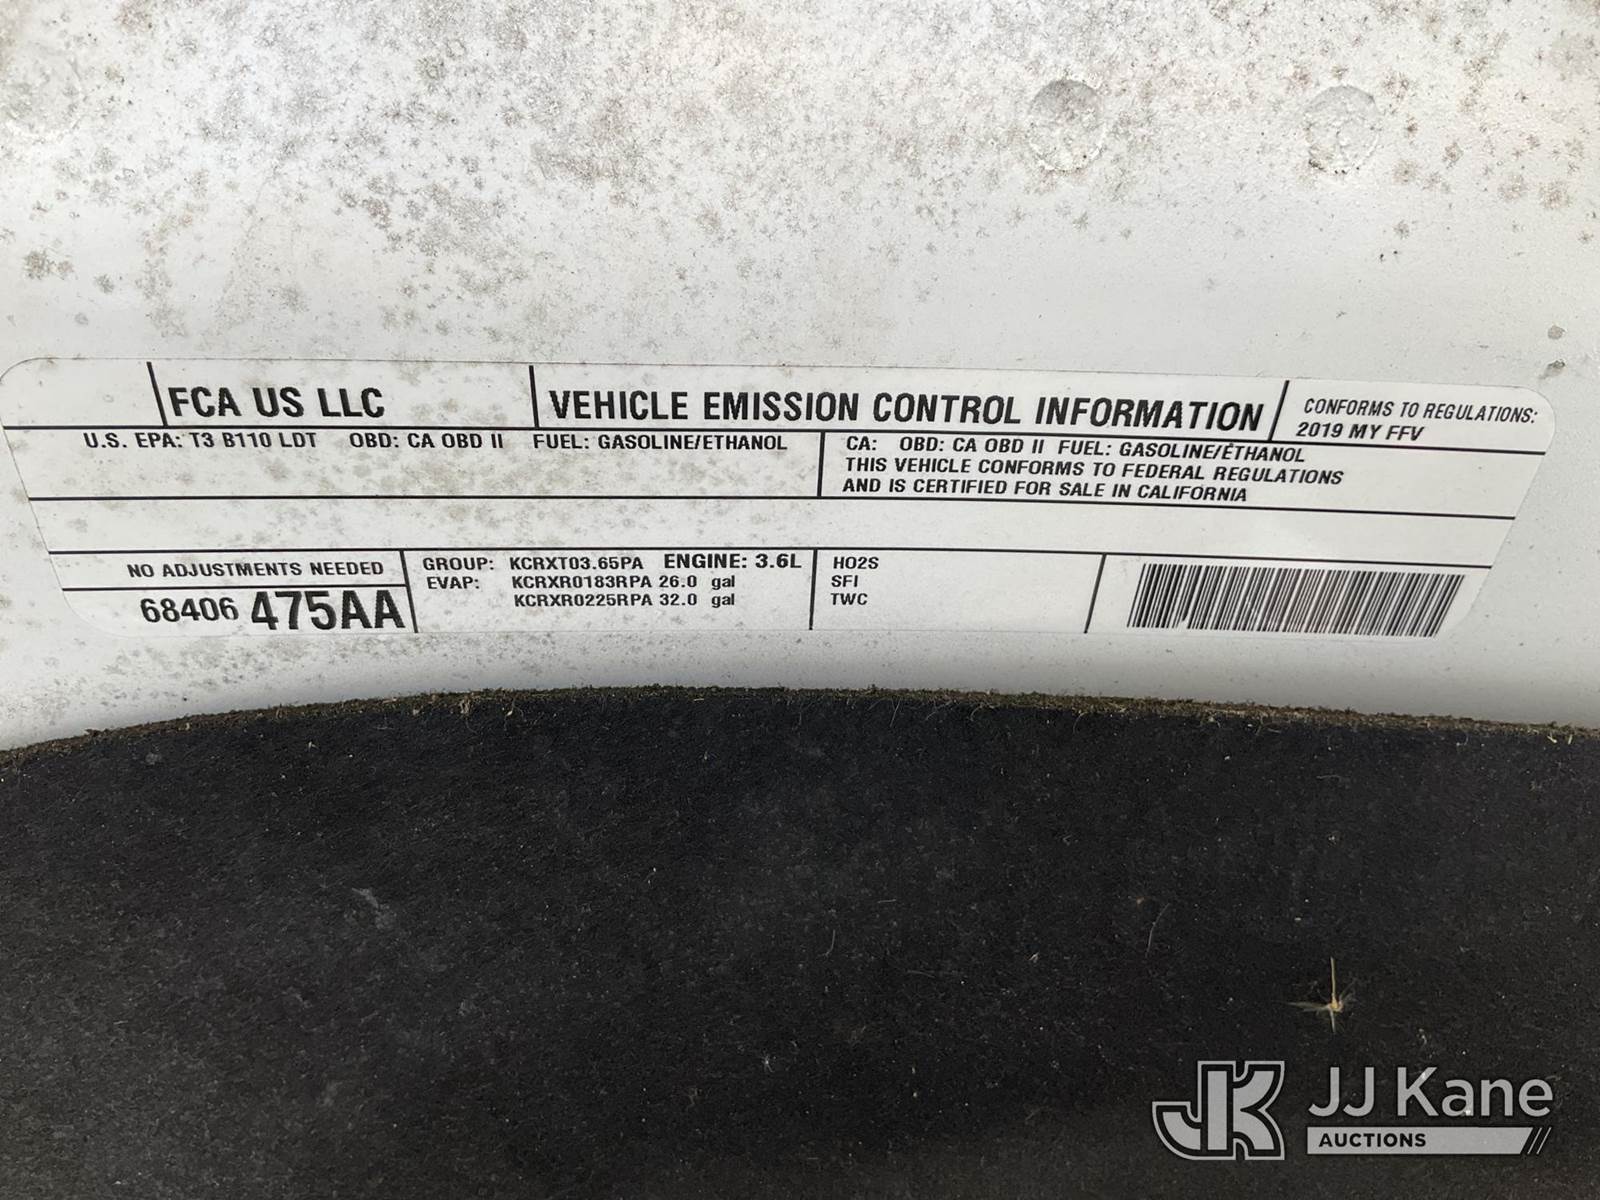 FCA US LLC
VEHICLE EMISSION CONTROL INFORMATION
CONFORMS TO REGULATIONS:
2019 MY FFV
U.S. EPA: T3 B110 LDT OBD: CA OBD II FUEL: GASOLINE/ETHANOL
CA: OBD: CA OBD II FUEL: GASOLINE/ETHANOL
THIS VEHICLE CONFORMS TO FEDERAL REGULATIONS
AND IS CERTIFIED FOR SALE IN CALIFORNIA
NO ADJUSTMENTS NEEDED
68406 475AA
GROUP: KCRXT03.65PA ENGINE: 3.6L
EVAP: KCRXR0183RPA 26.0 gal
KCRXR0225RPA 32.0 gal
HO2S
SFI
TWC
JK JJ Kane
AUCTIONS